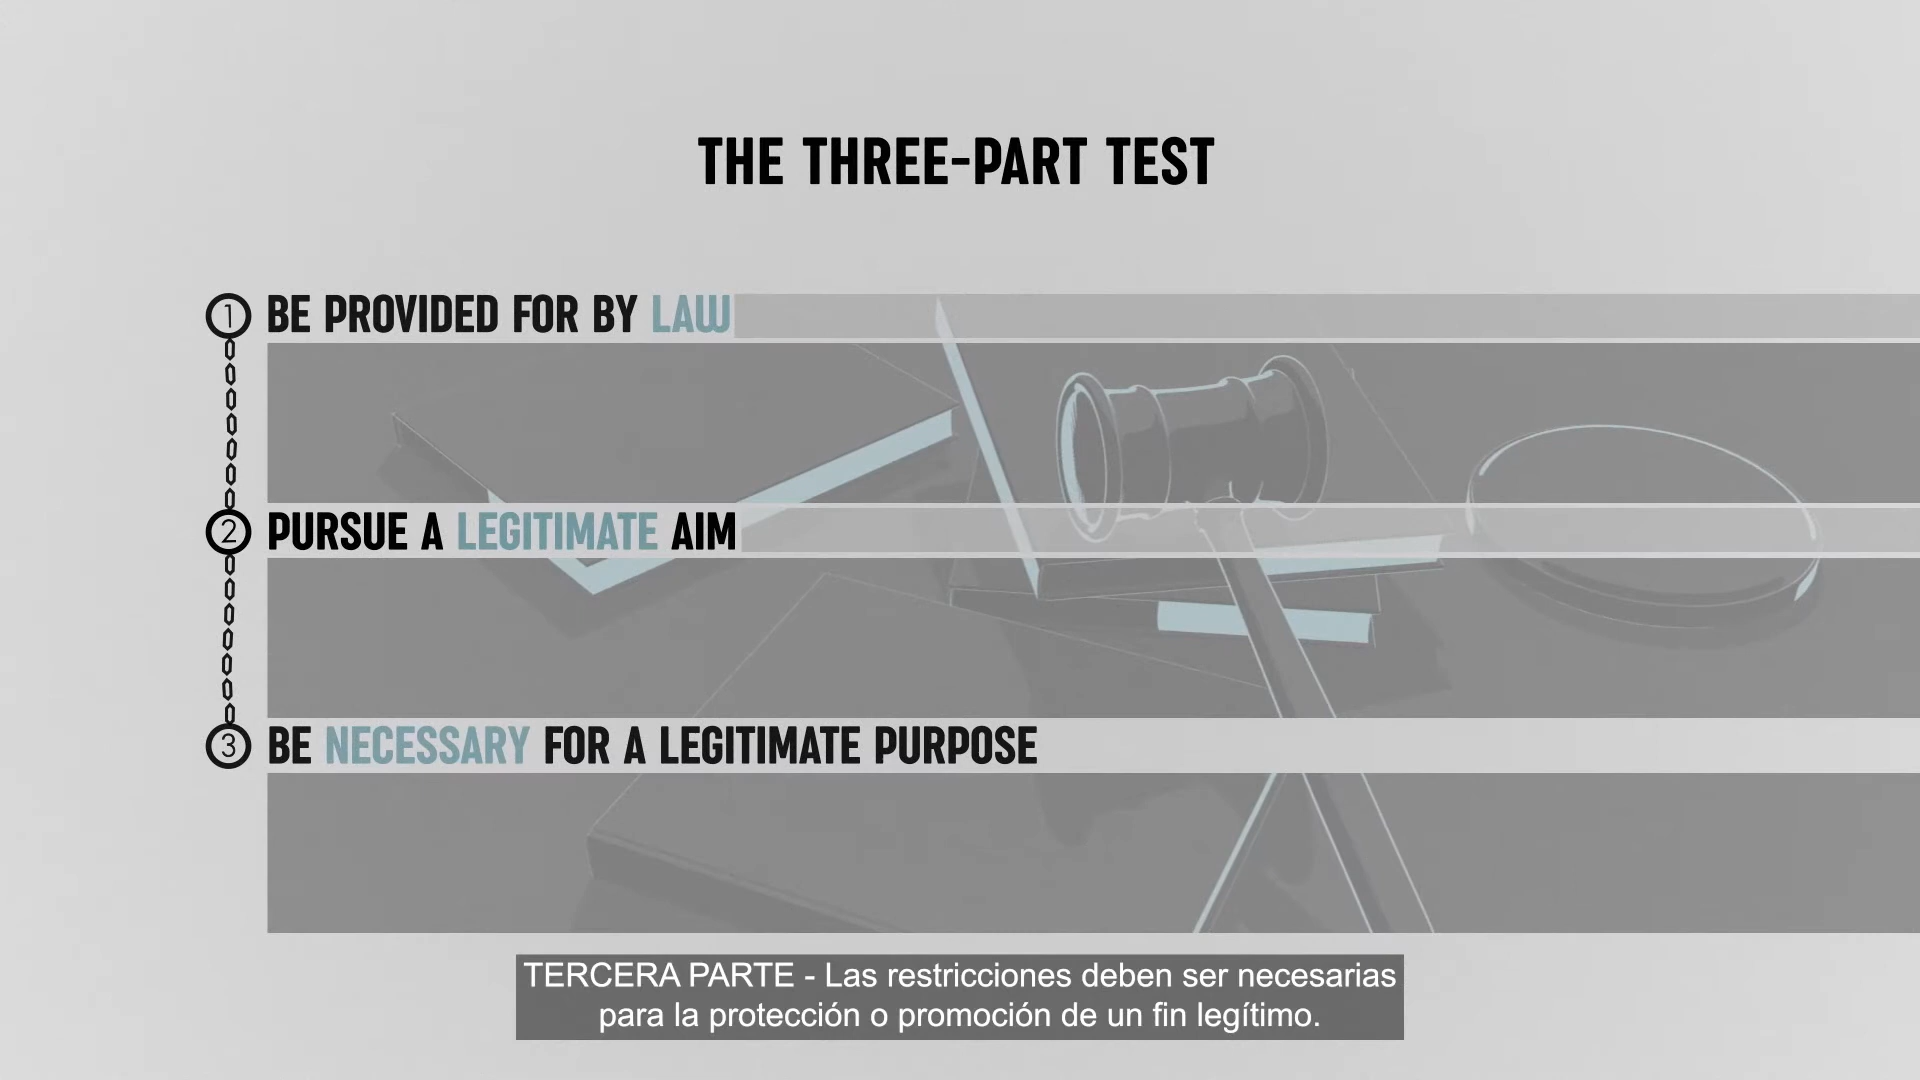 THE THREE-PART TEST
1 BE PROVIDED FOR BY LAW
2 PURSUE A LEGITIMATE AIM
3 BE NECESSARY FOR A LEGITIMATE PURPOSE
TERCERA PARTE - Las restricciones deben ser necesarias
para la protección o promoción de un fin legítimo.